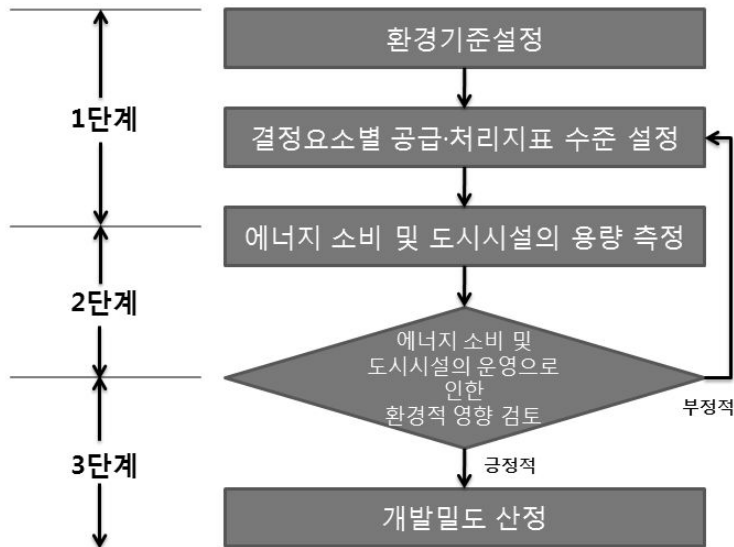 환경기준설정
1단계
결정요소별 공급·처리지표 수준 설정
에너지 소비 및 도시시설의 용량 측정
2단계
에너지 소비 및
도시시설의 운영으로
인한
환경적 영향 검토
부정적
긍정적
3단계
개발밀도 산정